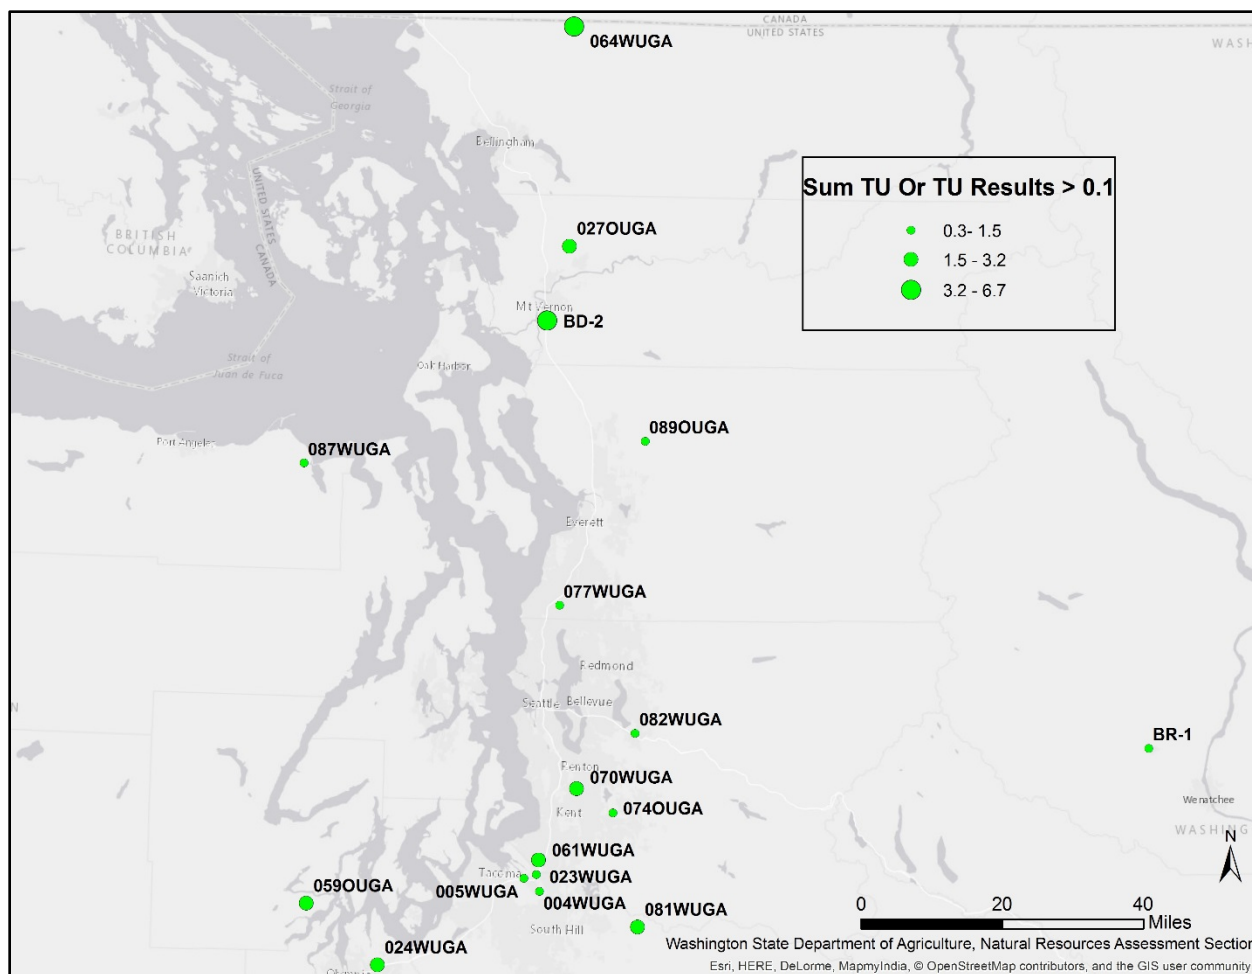 CANADA
UNITED STATES
WASH
064WUGA
Strait of
Georgia
Bellingham
UNITED STATES
CANADA
Sum TU Or TU Results > 0.1
0.3- 1.5
1.5 - 3.2
3.2 - 6.7
027OUGA
BRITISH
COLUMBIA
Saanich
Victoria
Mt Vernon
BD-2
Strait of
Juan de Fuca
Oak Harbor
089OUGA
Port Angeles
087WUGA
Everett
077WUGA
Redmond
Seattle
Bellevue
082WUGA
BR-1
Renton
070WUGA
Kent
074OUGA
Wenatchee
WASHING
N
061WUGA
Tacoma
023WUGA
005WUGA
004WUGA
059OUGA
081WUGA
South Hill
0
20
40
Miles
024WUGA
Olympia
Washington State Department of Agriculture, Natural Resources Assessment Section
Esri, HERE, DeLorme, MapmyIndia, © OpenStreetMap contributors, and the GIS user community